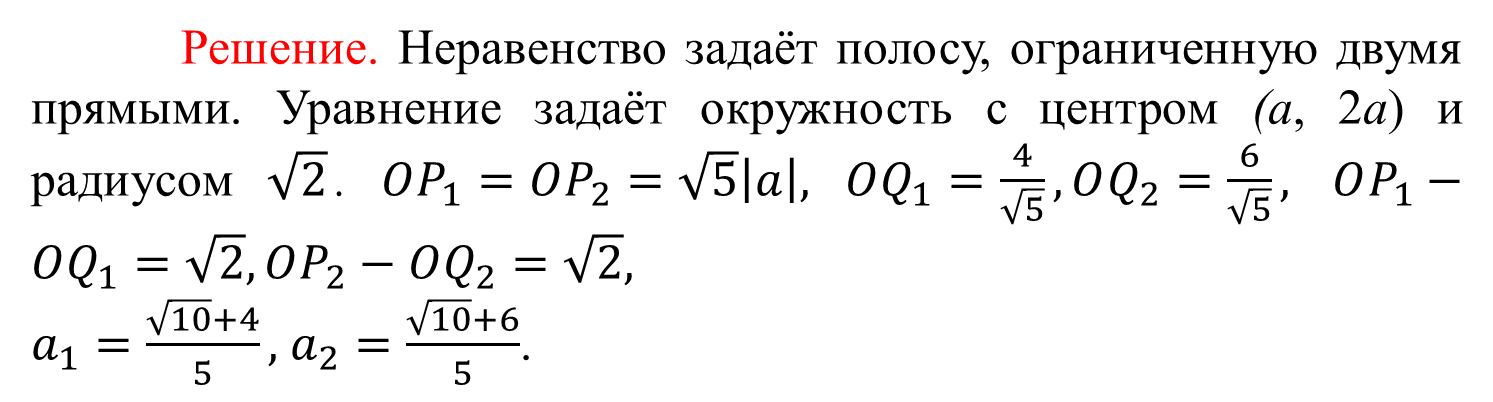 Решение. Неравенство задаёт полосу, ограниченную двумя
прямыми. Уравнение задаёт окружность с центром (a, 2a) и
радиусом √2. OP₁ = OP₂ = √5|a|, OQ₁ = 4/√5, OQ₂ = 6/√5, OP₁ −
OQ₁ = √2, OP₂ − OQ₂ = √2,
a₁ = (√10+4)/5, a₂ = (√10+6)/5.